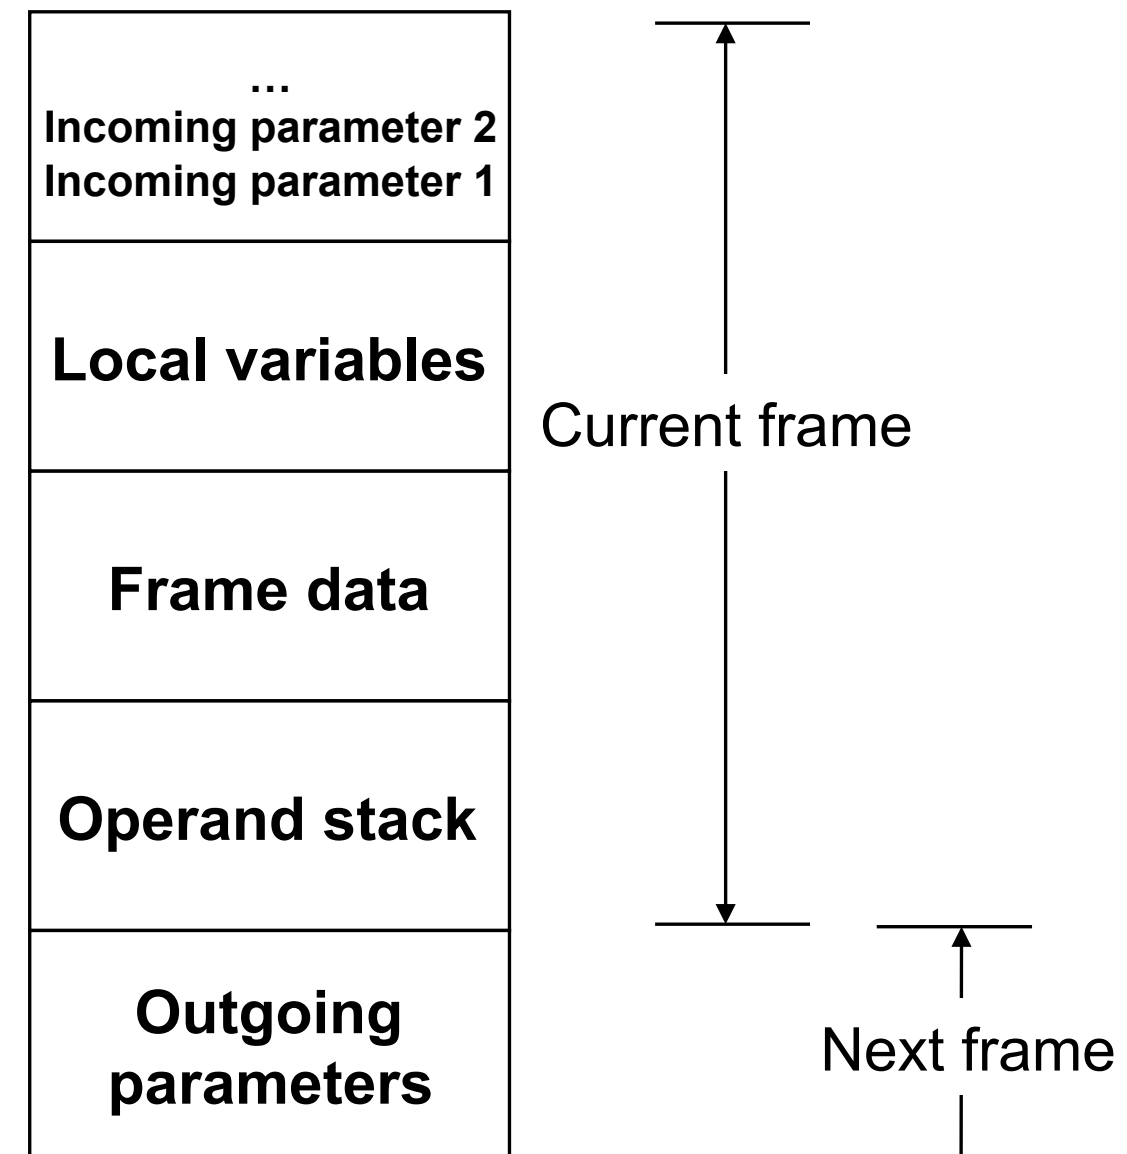 ...
Incoming parameter 2
Incoming parameter 1
Local variables
Current frame
Frame data
Operand stack
Outgoing
parameters
Next frame